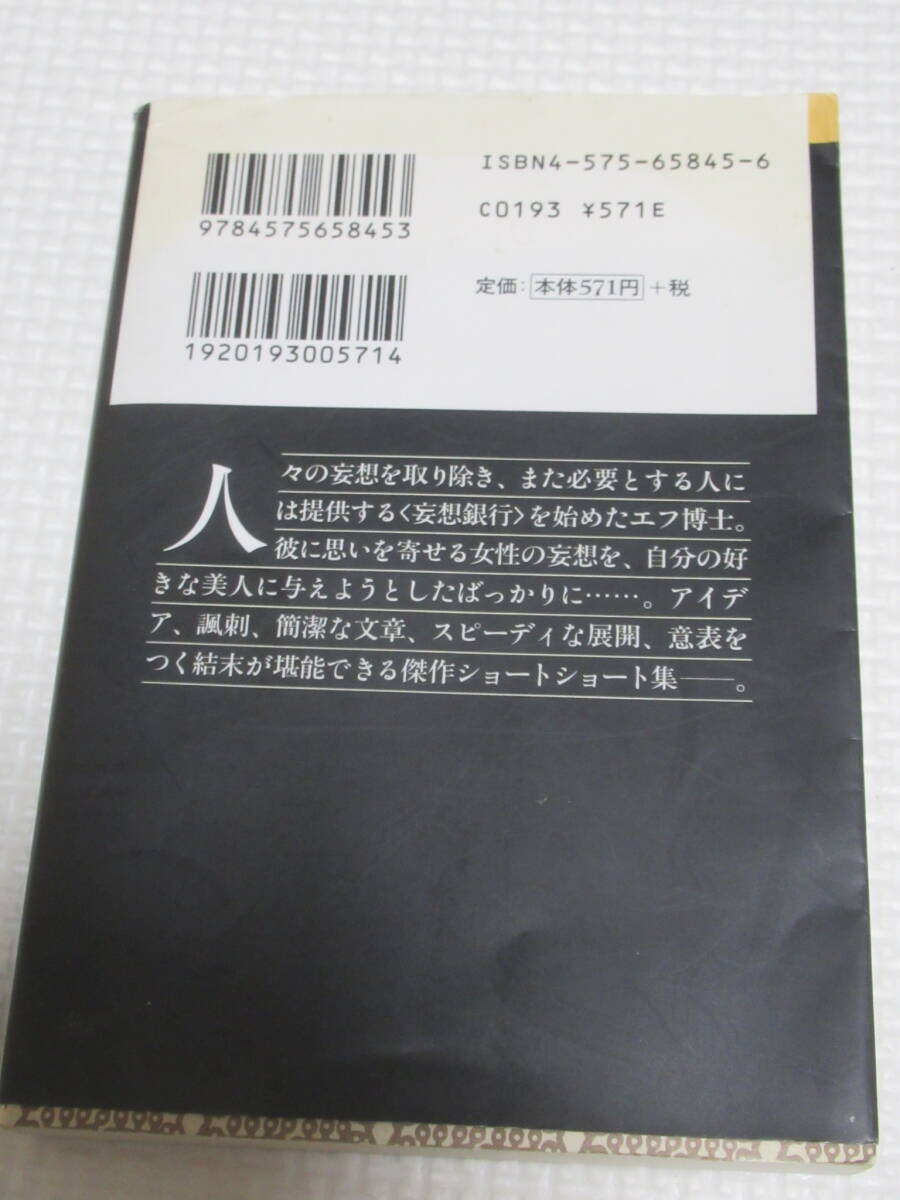 ISBN4-575-65845-6
9784575658453
C0193 ¥571E
定価：本体571円＋税
1920193005714
人々の妄想を取り除き、また必要とする人に
は提供する〈妄想銀行〉を始めたエフ博士。
彼に思いを寄せる女性の妄想を、自分の好
きな美人に与えようとしたばっかりに……。アイデ
ア、諷刺、簡潔な文章、スピーディな展開、意表を
つく結末が堪能できる傑作ショートショート集――。